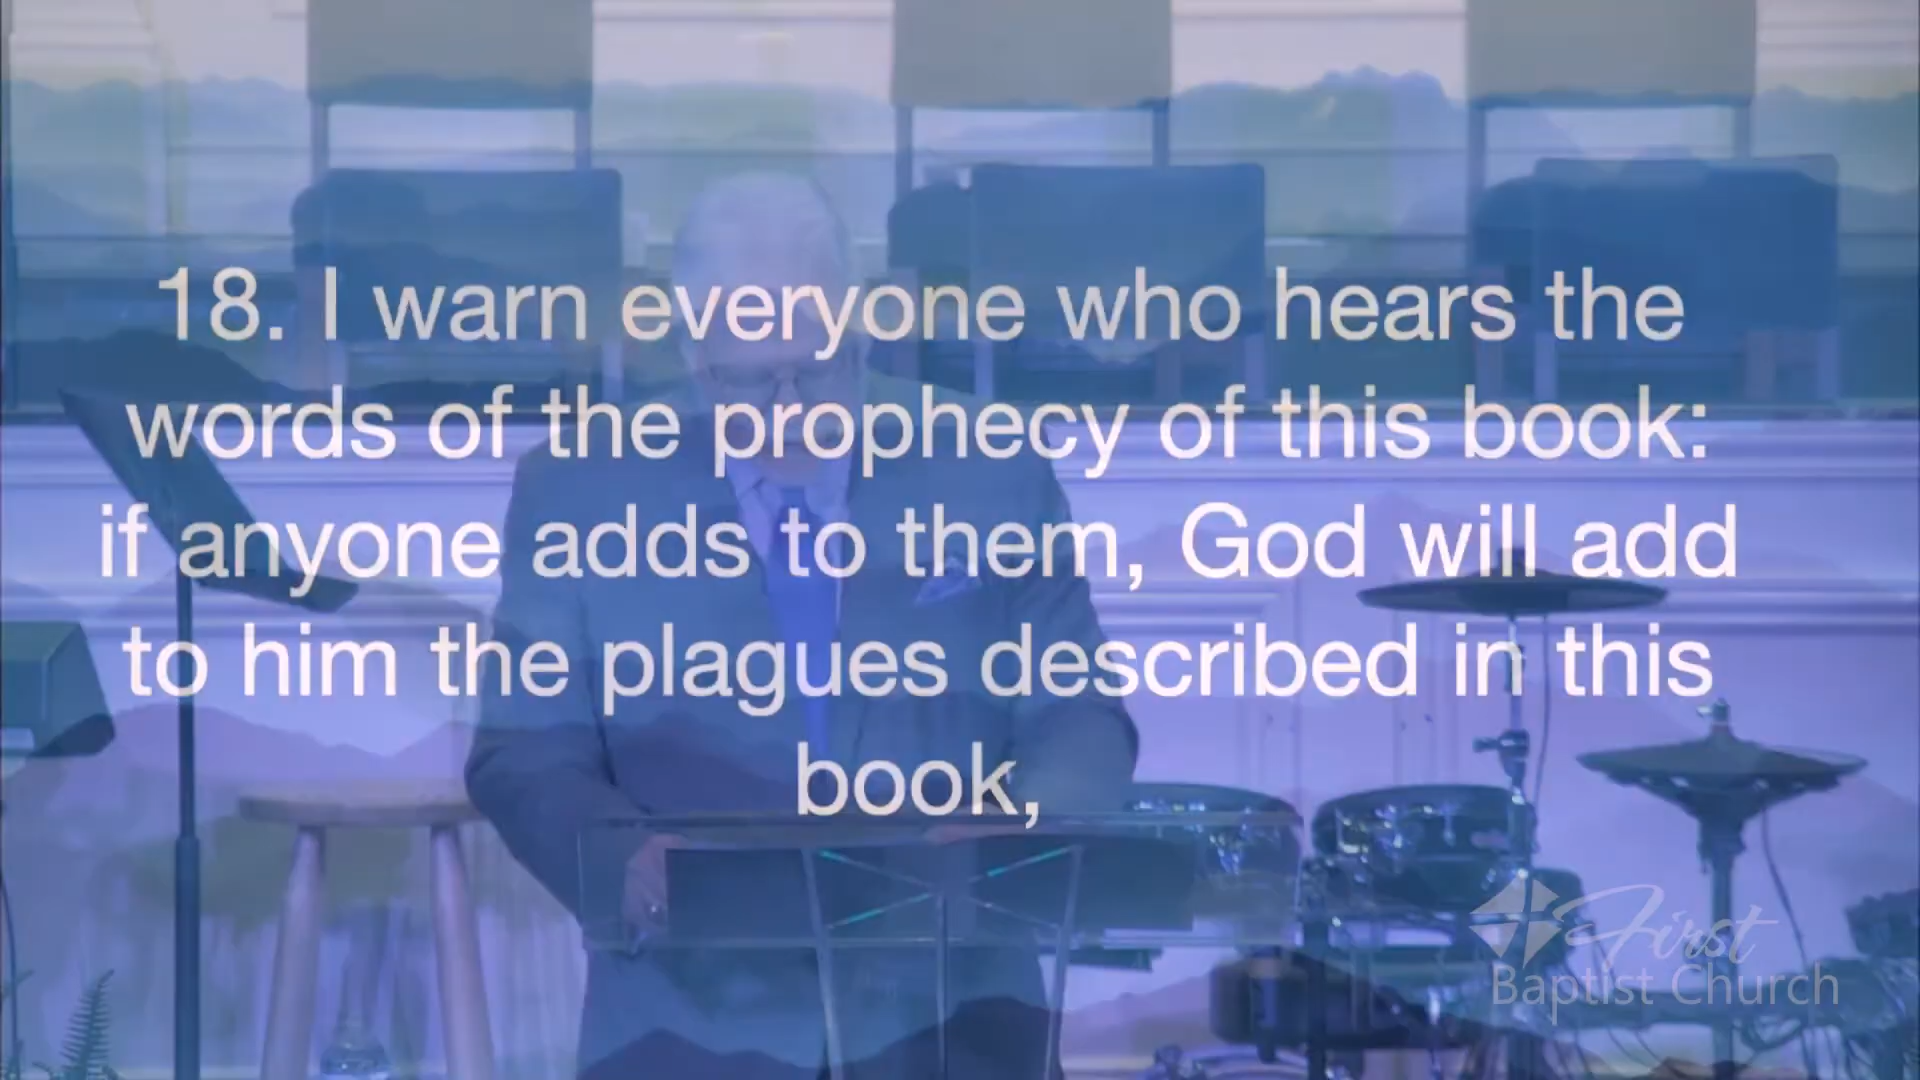 18. I warn everyone who hears the
words of the prophecy of this book:
if anyone adds to them, God will add
to him the plagues described in this
book,
First
Baptist Church